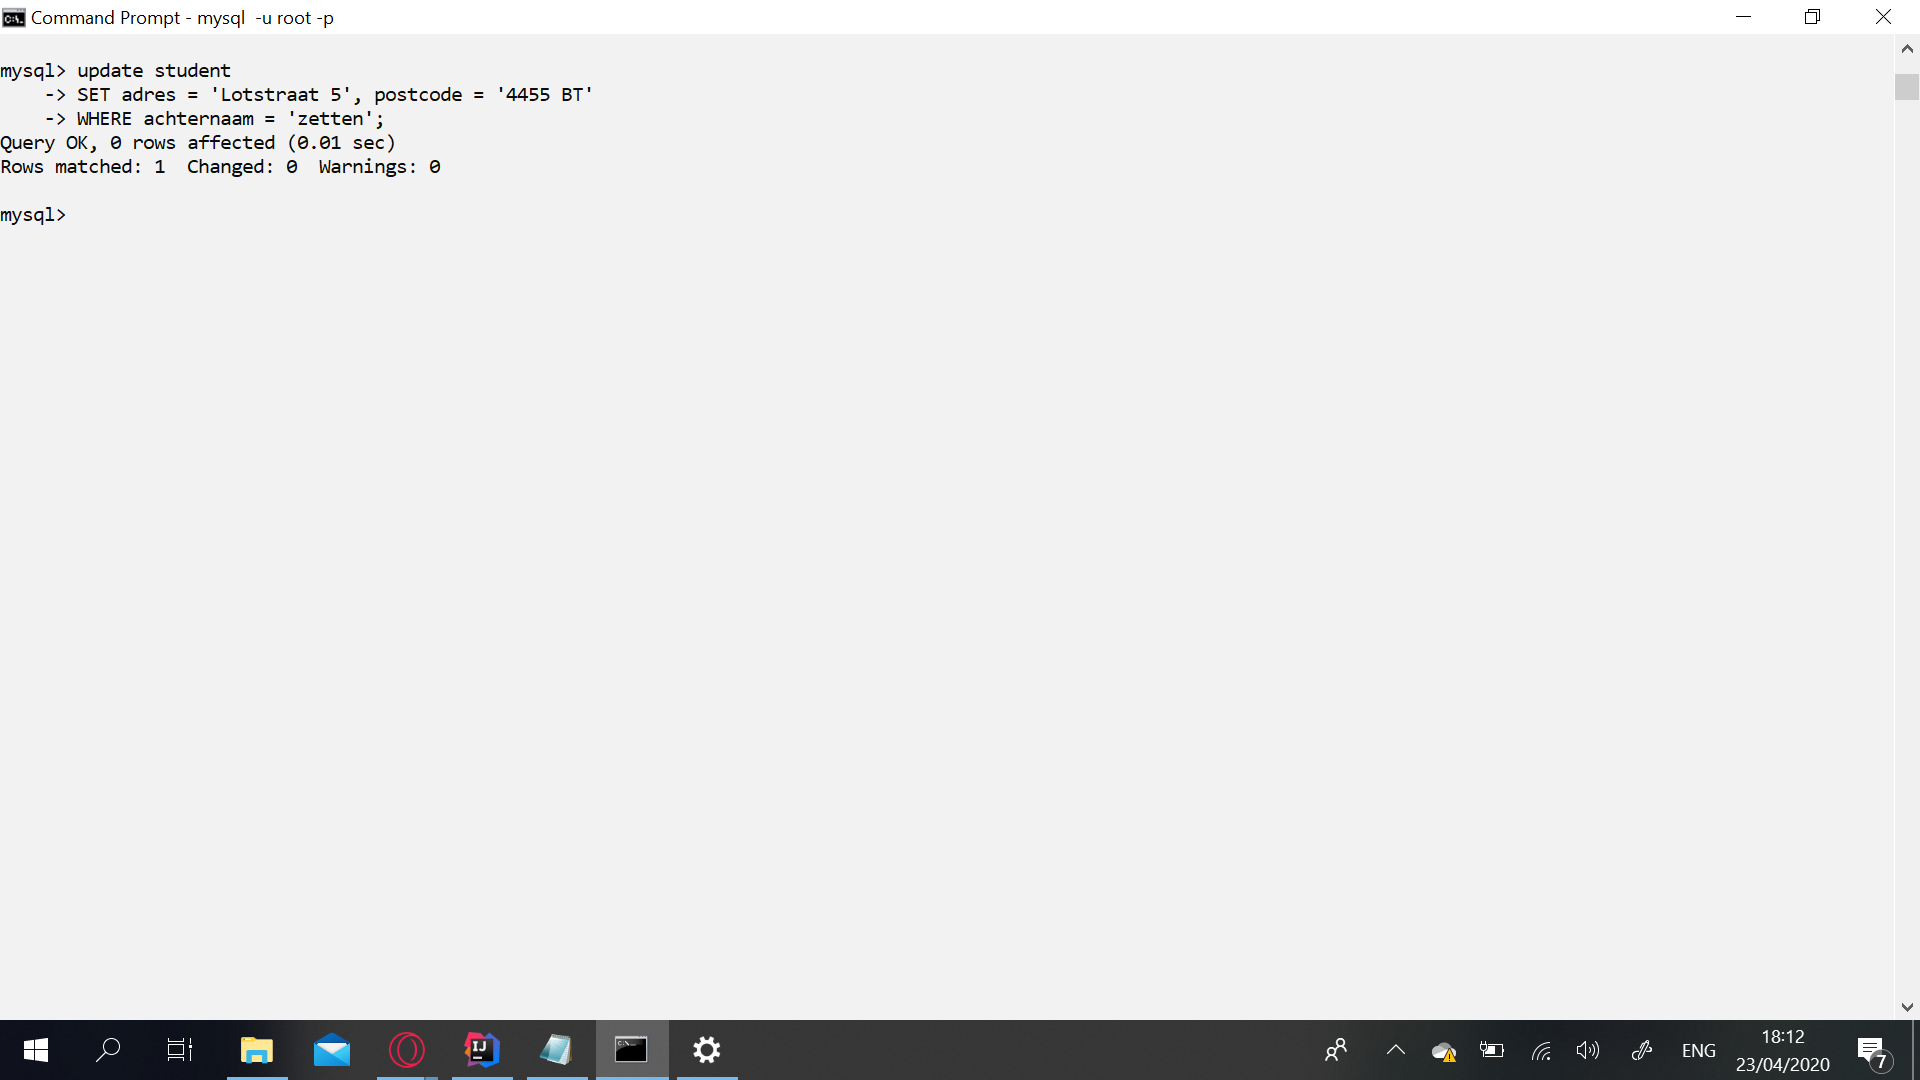 Command Prompt - mysql  -u root -p
mysql> update student
    -> SET adres = 'Lotstraat 5', postcode = '4455 BT'
    -> WHERE achternaam = 'zetten';
Query OK, 0 rows affected (0.01 sec)
Rows matched: 1  Changed: 0  Warnings: 0
mysql>
IJ
ENG
18:12
23/04/2020
7